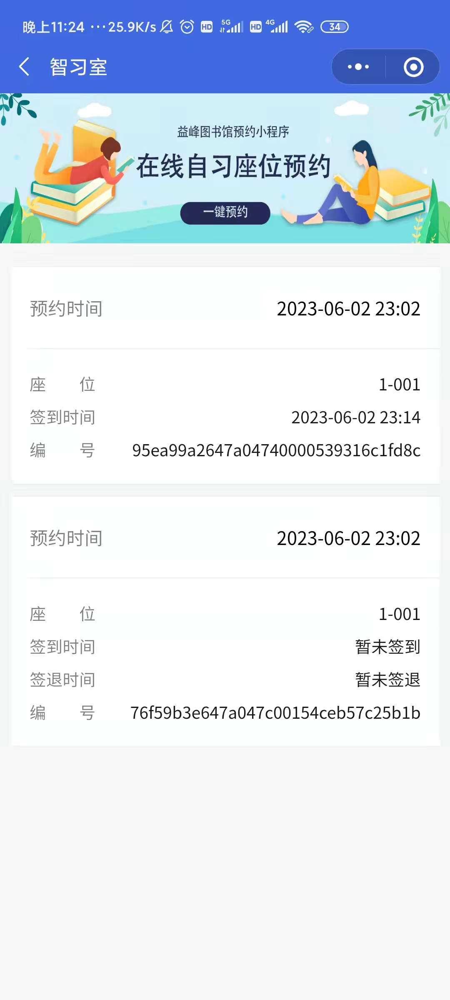 晚上11:24 ···25.9K/s HD 5G HD 4G 34
智习室
益峰图书馆预约小程序
在线自习座位预约
一键预约
预约时间 2023-06-02 23:02
座 位 1-001
签到时间 2023-06-02 23:14
编 号 95ea99a2647a04740000539316c1fd8c
预约时间 2023-06-02 23:02
座 位 1-001
签到时间 暂未签到
签退时间 暂未签退
编 号 76f59b3e647a047c00154ceb57c25b1b